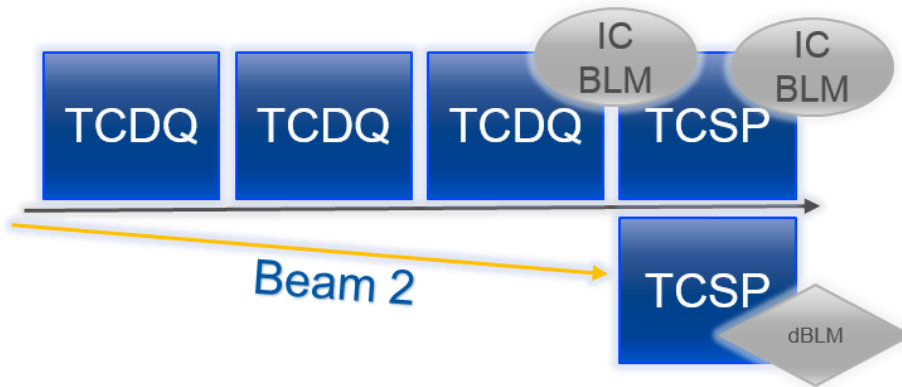 IC
BLM
IC
BLM
TCDQ
TCDQ
TCDQ
TCSP
Beam 2
TCSP
dBLM